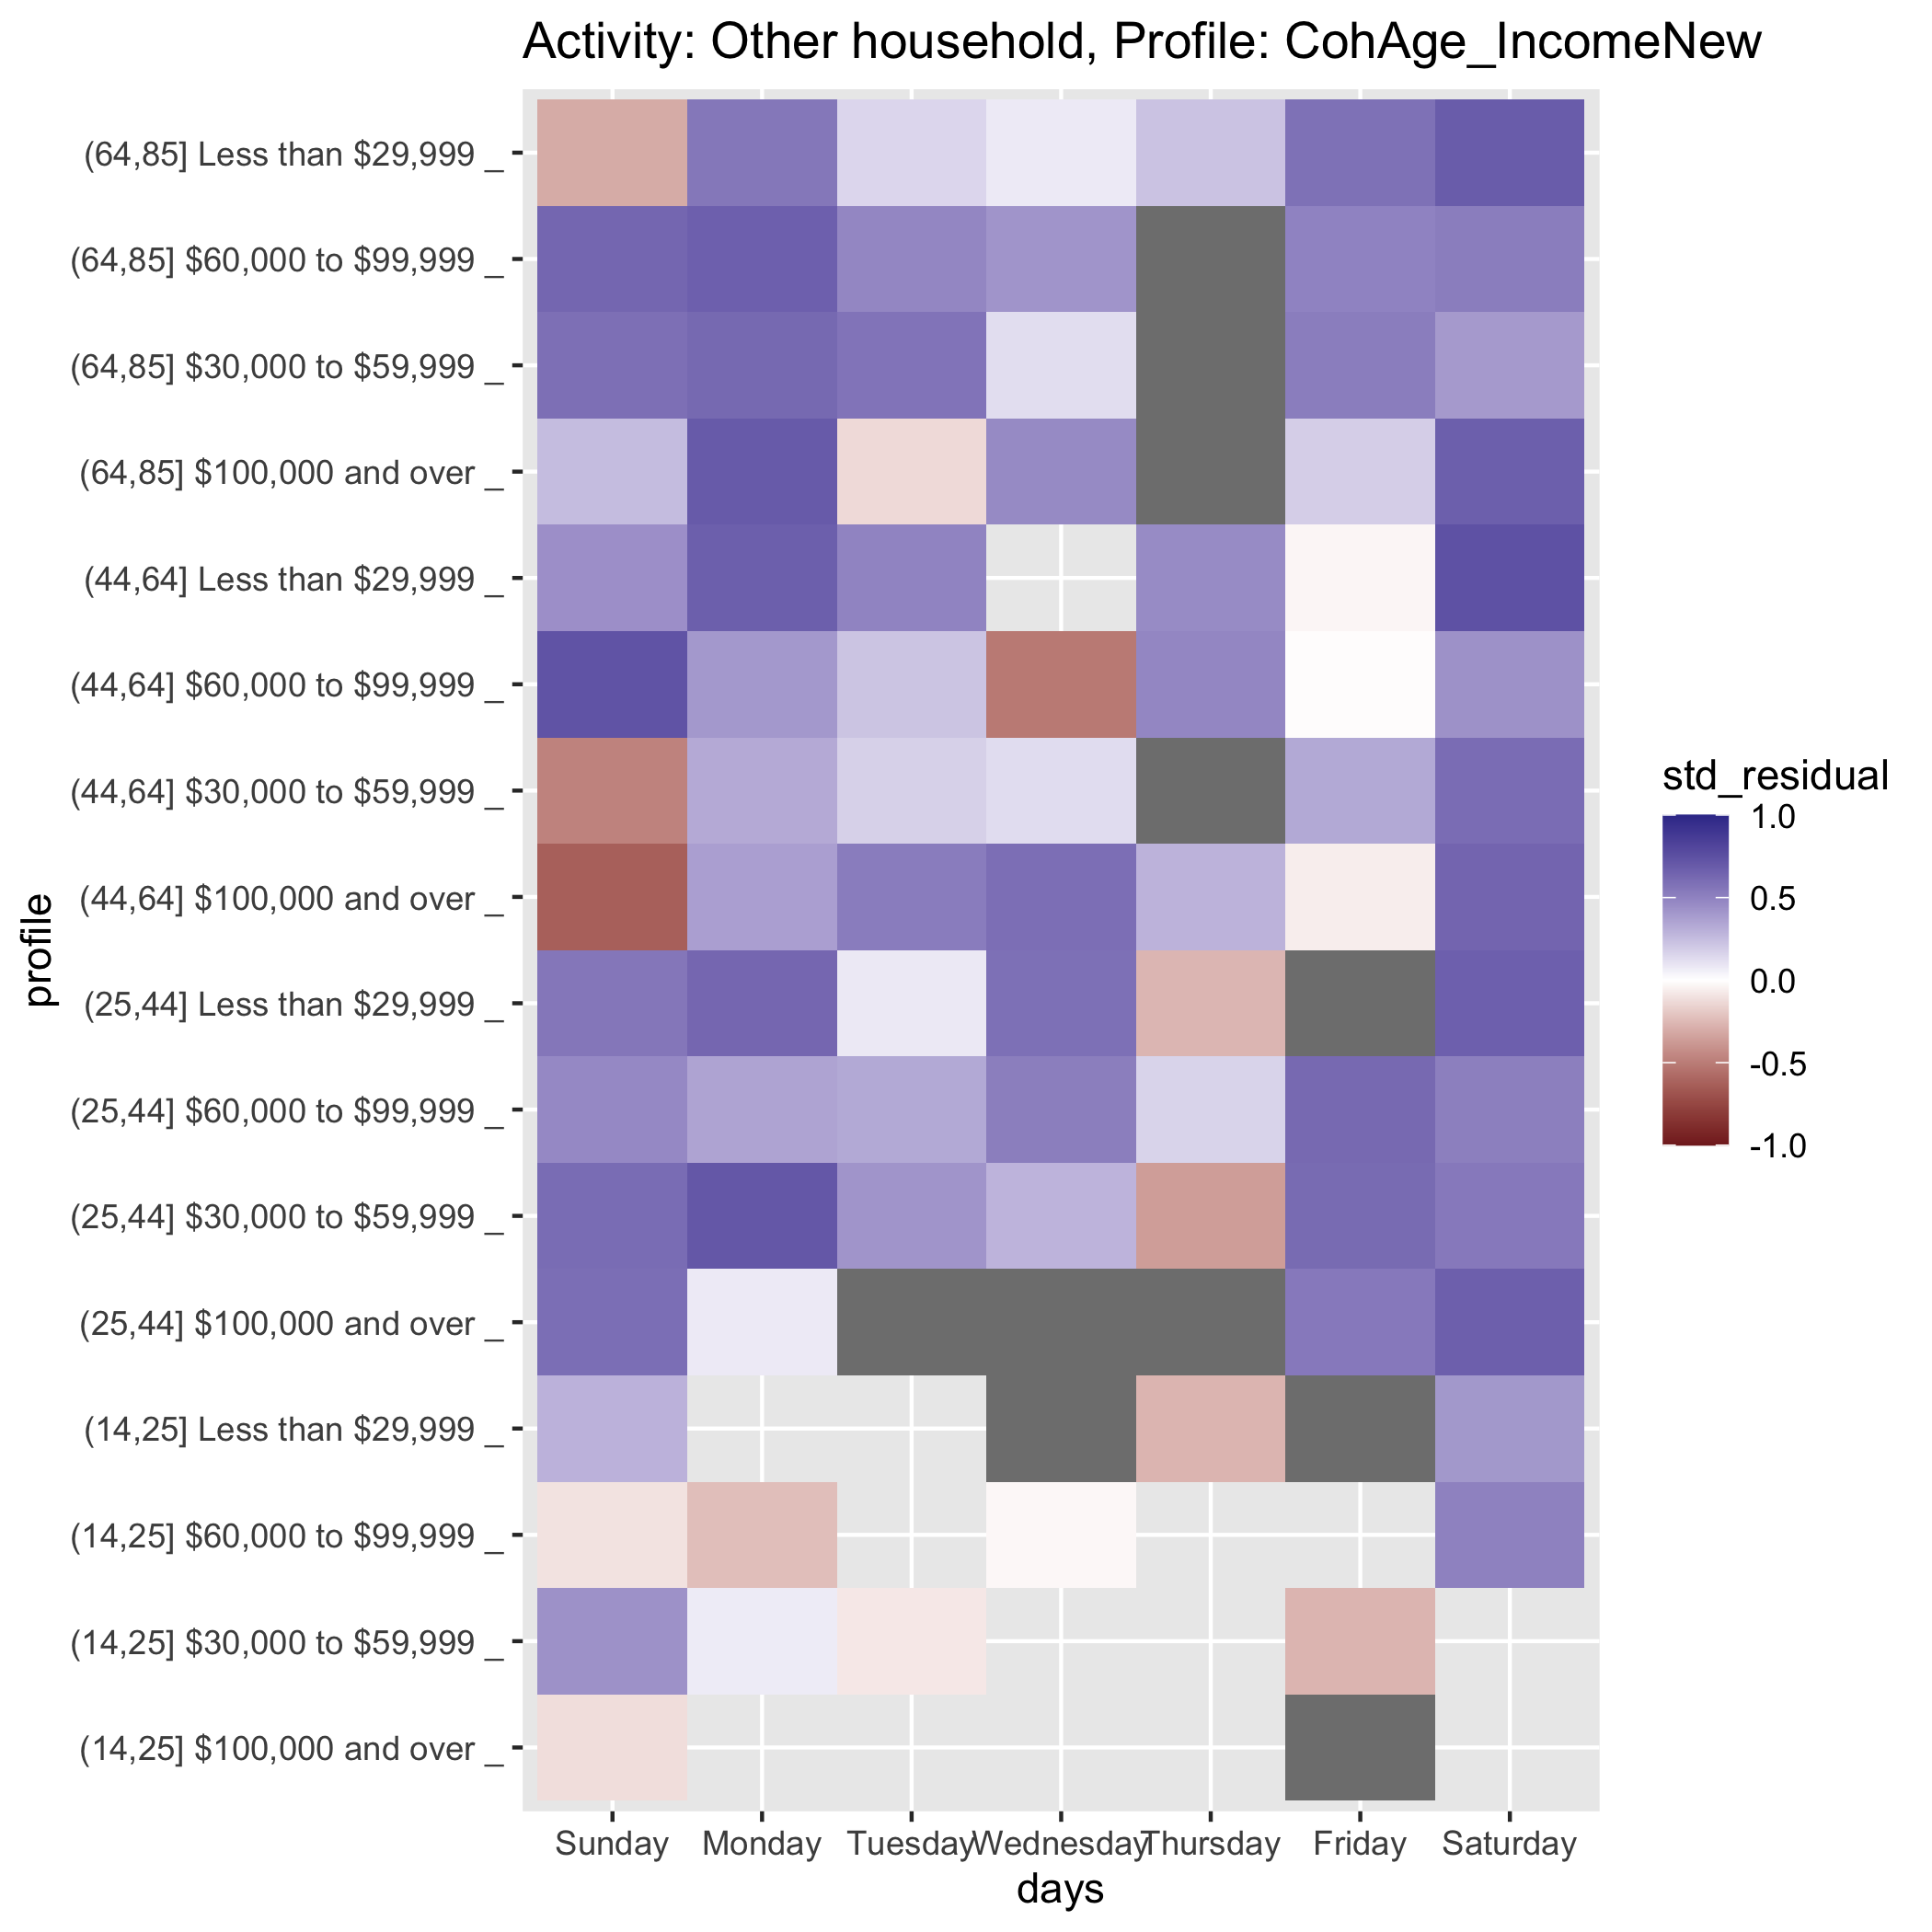 Activity: Other household, Profile: CohAge_IncomeNew
profile
(64,85] Less than $29,999 _
(64,85] $60,000 to $99,999 _
(64,85] $30,000 to $59,999 _
(64,85] $100,000 and over _
(44,64] Less than $29,999 _
(44,64] $60,000 to $99,999 _
(44,64] $30,000 to $59,999 _
(44,64] $100,000 and over _
(25,44] Less than $29,999 _
(25,44] $60,000 to $99,999 _
(25,44] $30,000 to $59,999 _
(25,44] $100,000 and over _
(14,25] Less than $29,999 _
(14,25] $60,000 to $99,999 _
(14,25] $30,000 to $59,999 _
(14,25] $100,000 and over _
Sunday Monday Tuesday Wednesday Thursday Friday Saturday
days
std_residual
1.0
0.5
0.0
-0.5
-1.0